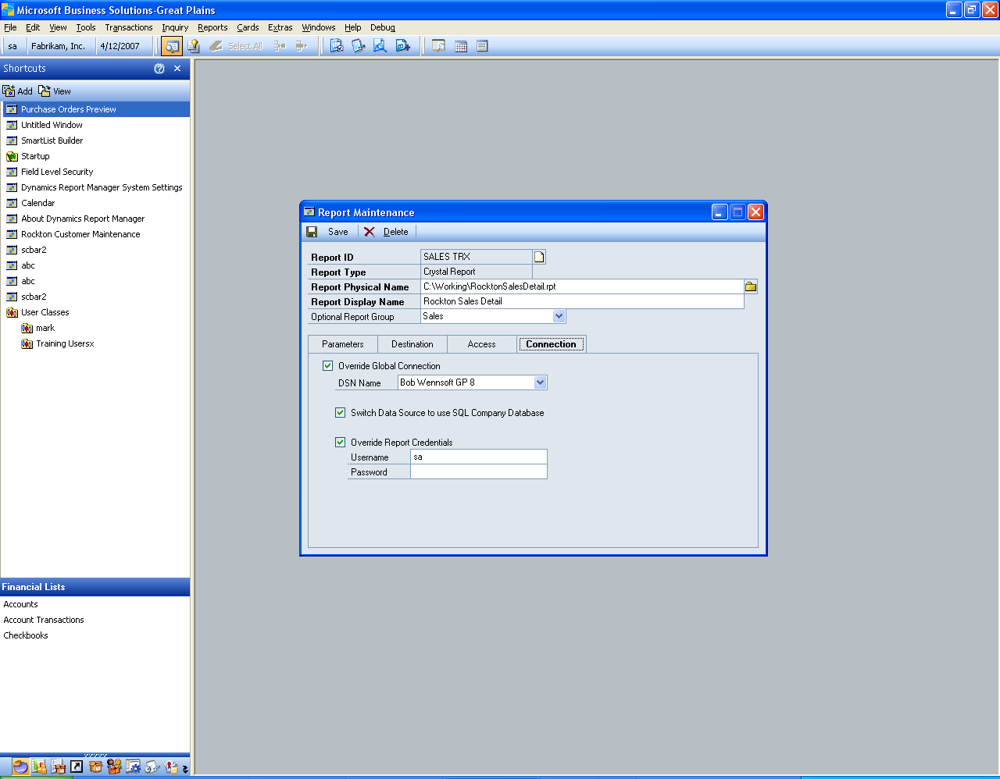 Microsoft Business Solutions-Great Plains
File Edit View Tools Transactions Inquiry Reports Cards Extras Windows Help Debug
sa Fabrikam, Inc. 4/12/2007 Select All
Shortcuts
Add View
Purchase Orders Preview
Untitled Window
SmartList Builder
Startup
Field Level Security
Dynamics Report Manager System Settings
Calendar
About Dynamics Report Manager
Rockton Customer Maintenance
scbar2
abc
abc
scbar2
User Classes
mark
Training Usersx
Financial Lists
Accounts
Account Transactions
Checkbooks
Report Maintenance
Save Delete
Report ID SALES TRX
Report Type Crystal Report
Report Physical Name C:\Working\RocktonSalesDetail.rpt
Report Display Name Rockton Sales Detail
Optional Report Group Sales
Parameters Destination Access Connection
Override Global Connection
DSN Name Bob Wennsoft GP 8
Switch Data Source to use SQL Company Database
Override Report Credentials
Username sa
Password